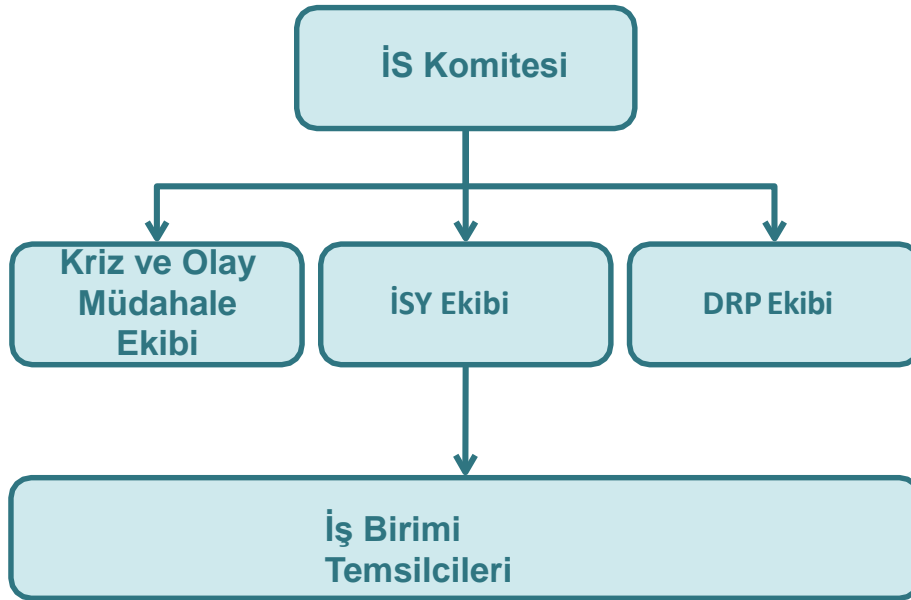 İS Komitesi
Kriz ve Olay
Müdahale
Ekibi
İSY Ekibi
DRP Ekibi
İş Birimi
Temsilcileri